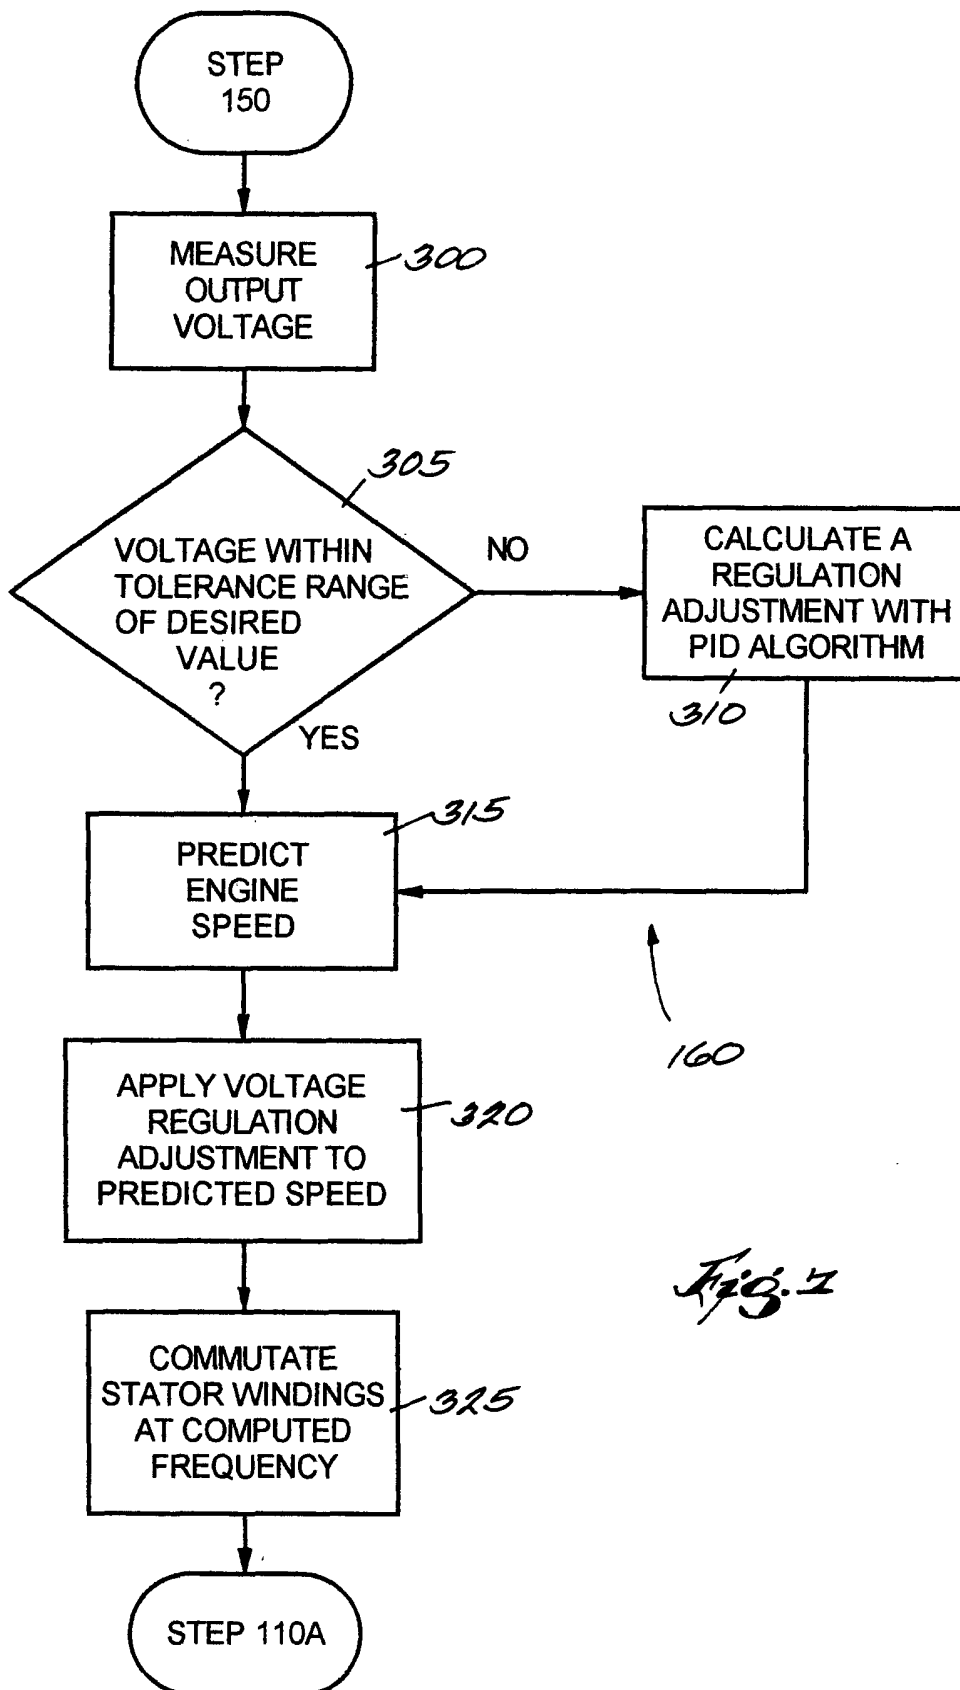 STEP
150
MEASURE
OUTPUT
VOLTAGE
300
305
VOLTAGE WITHIN
TOLERANCE RANGE
OF DESIRED
VALUE
?
NO
CALCULATE A
REGULATION
ADJUSTMENT WITH
PID ALGORITHM
310
YES
315
PREDICT
ENGINE
SPEED
160
APPLY VOLTAGE
REGULATION
ADJUSTMENT TO
PREDICTED SPEED
320
Fig. 7
COMMUTATE
STATOR WINDINGS
AT COMPUTED
FREQUENCY
325
STEP 110A